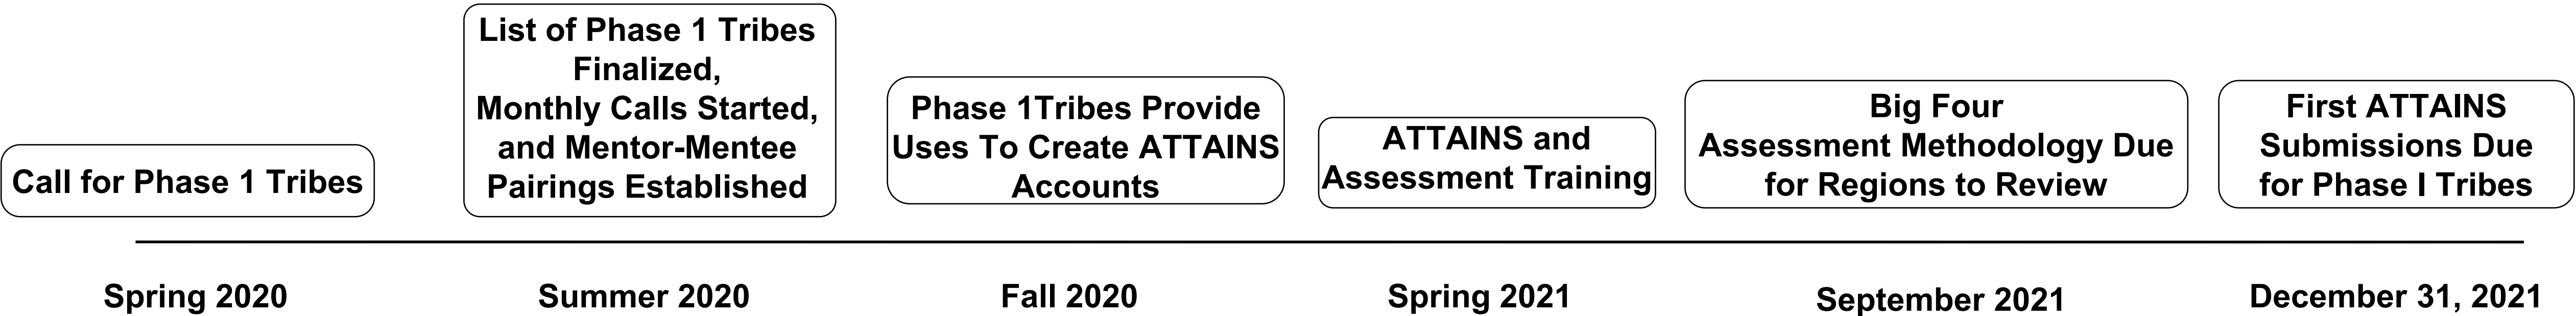 Call for Phase 1 Tribes
List of Phase 1 Tribes
Finalized,
Monthly Calls Started,
and Mentor-Mentee
Pairings Established
Phase 1Tribes Provide
Uses To Create ATTAINS
Accounts
ATTAINS and
Assessment Training
Big Four
Assessment Methodology Due
for Regions to Review
First ATTAINS
Submissions Due
for Phase I Tribes
Spring 2020
Summer 2020
Fall 2020
Spring 2021
September 2021
December 31, 2021